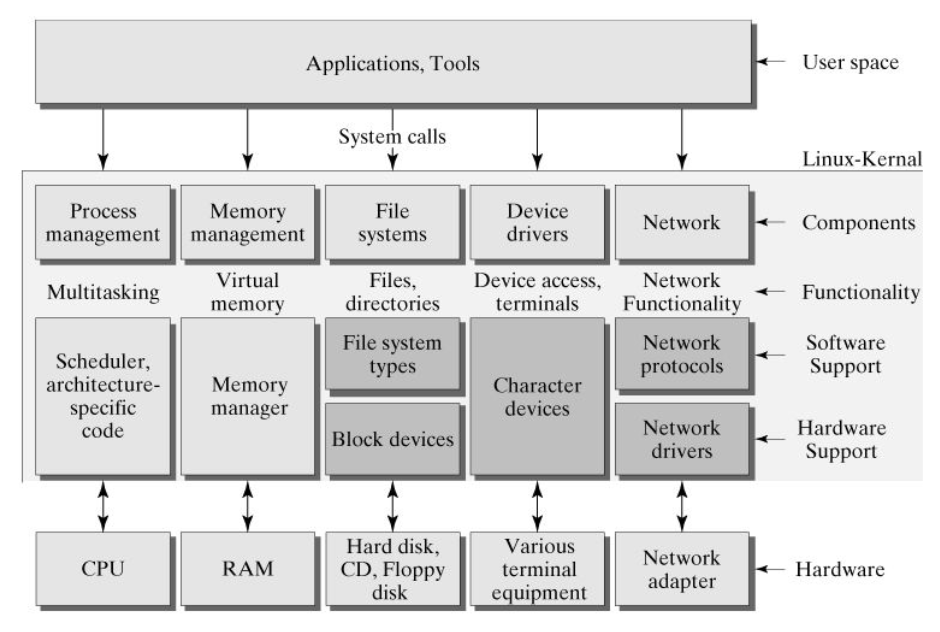 Applications, Tools
User space
System calls
Linux-Kernal
Process
management
Memory
management
File
systems
Device
drivers
Network
Components
Multitasking
Virtual
memory
Files,
directories
Device access,
terminals
Network
Functionality
Functionality
Scheduler,
architecture-
specific
code
Memory
manager
File system
types
Block devices
Character
devices
Network
protocols
Network
drivers
Software
Support
Hardware
Support
CPU
RAM
Hard disk,
CD, Floppy
disk
Various
terminal
equipment
Network
adapter
Hardware